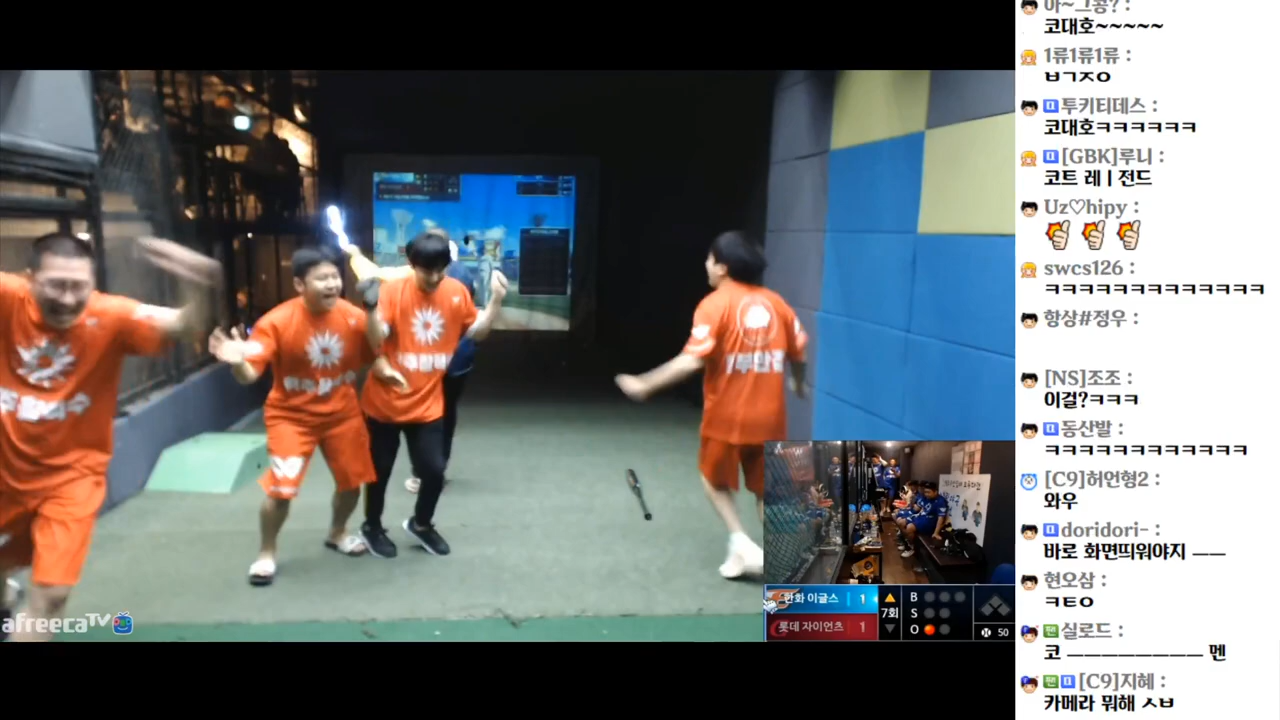 아~그공? :
코대호~~~~~
1류1류1류 :
ㅂㄱㅈㅇ
투키티데스 :
코대호ㅋㅋㅋㅋㅋㅋ
[GBK]루니 :
코트 레ㅣ전드
Uz♡hipy :
swcs126 :
ㅋㅋㅋㅋㅋㅋㅋㅋㅋㅋㅋㅋㅋ
항상#정우 :
[NS]조조 :
이걸?ㅋㅋㅋ
동산발 :
ㅋㅋㅋㅋㅋㅋㅋㅋㅋㅋㅋㅋ
[C9]허언형2 :
와우
doridori- :
바로 화면띄워야지 ㅡㅡ
현오삼 :
ㅋㅌㅇ
실로드 :
코 ㅡㅡㅡㅡㅡㅡㅡㅡ 멘
[C9]지혜 :
카메라 뭐해 ㅅㅂ
afreecaTV
한화 이글스 1
롯데 자이언츠 1
7회
B
S
O
50